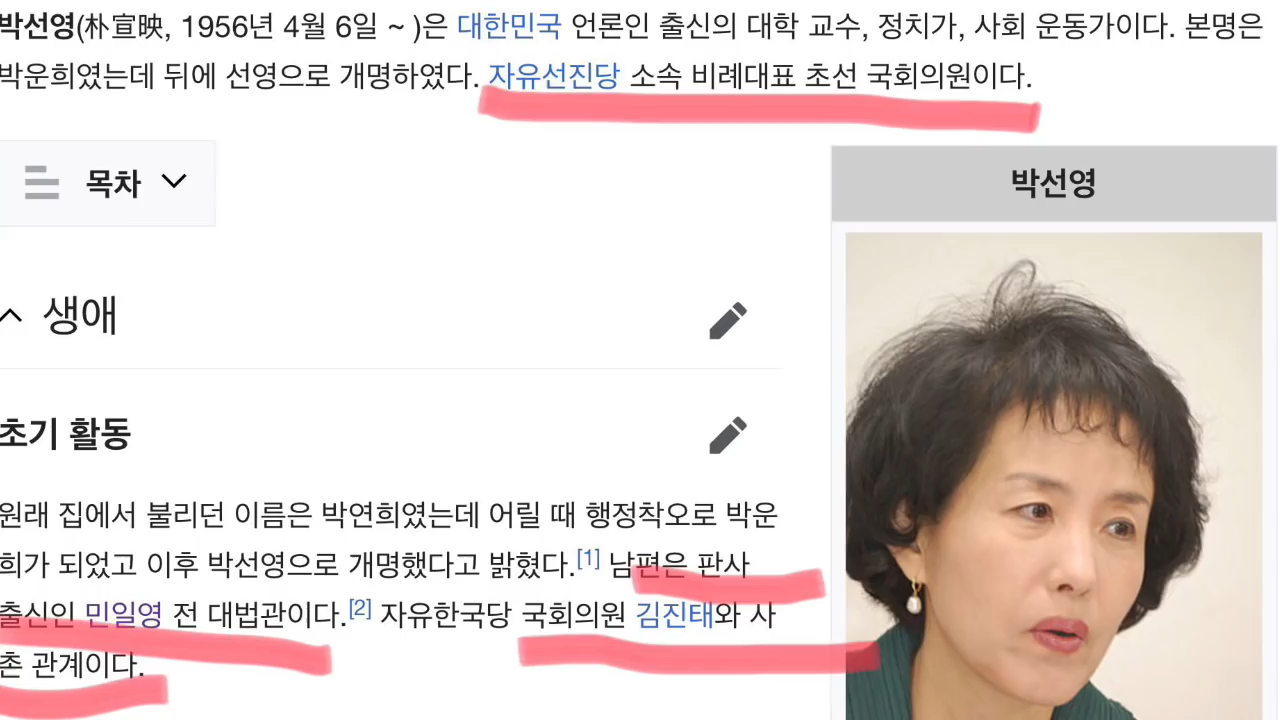 박선영(朴宣映, 1956년 4월 6일 ~ )은 대한민국 언론인 출신의 대학 교수, 정치가, 사회 운동가이다. 본명은
박운희였는데 뒤에 선영으로 개명하였다. 자유선진당 소속 비례대표 초선 국회의원이다.
목차
박선영
생애
초기 활동
원래 집에서 불리던 이름은 박연희였는데 어릴 때 행정착오로 박운
희가 되었고 이후 박선영으로 개명했다고 밝혔다.[1] 남편은 판사
출신인 민일영 전 대법관이다.[2] 자유한국당 국회의원 김진태와 사
촌 관계이다.